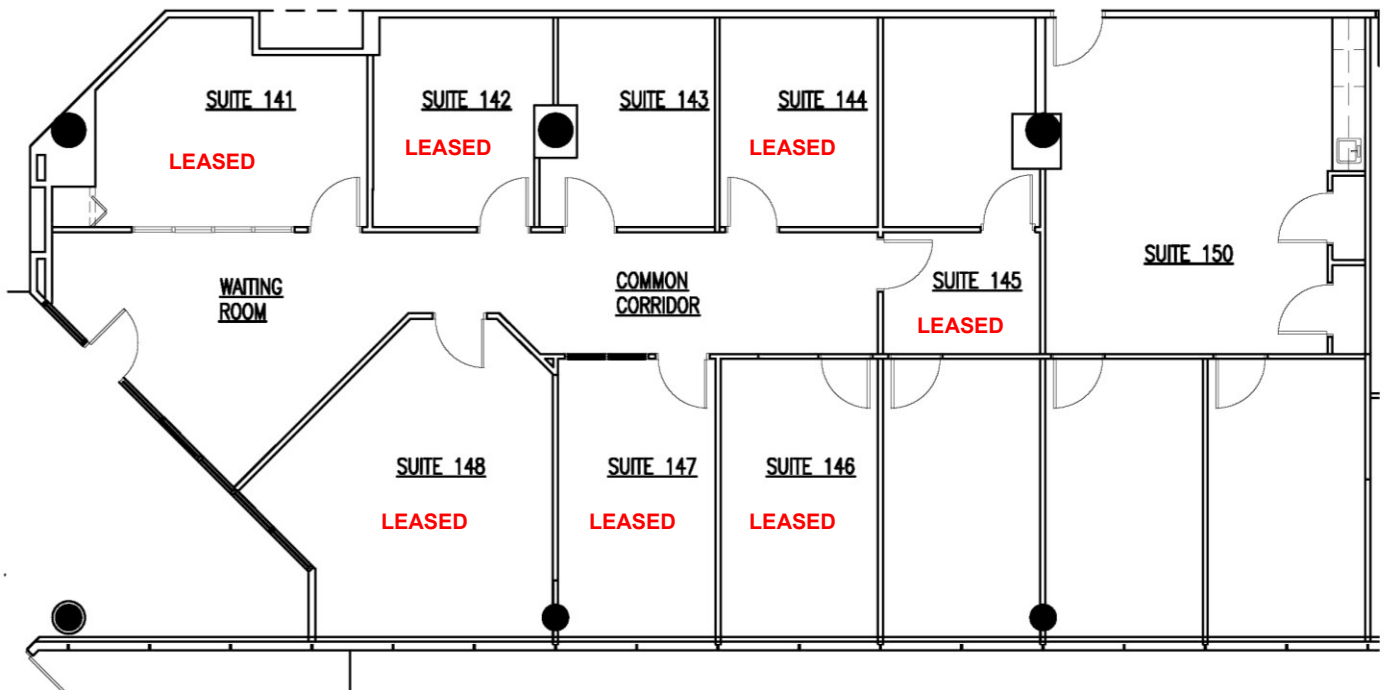 SUITE 141
LEASED
SUITE 142
LEASED
SUITE 143
SUITE 144
LEASED
WAITING
ROOM
COMMON
CORRIDOR
SUITE 145
LEASED
SUITE 150
SUITE 148
LEASED
SUITE 147
LEASED
SUITE 146
LEASED